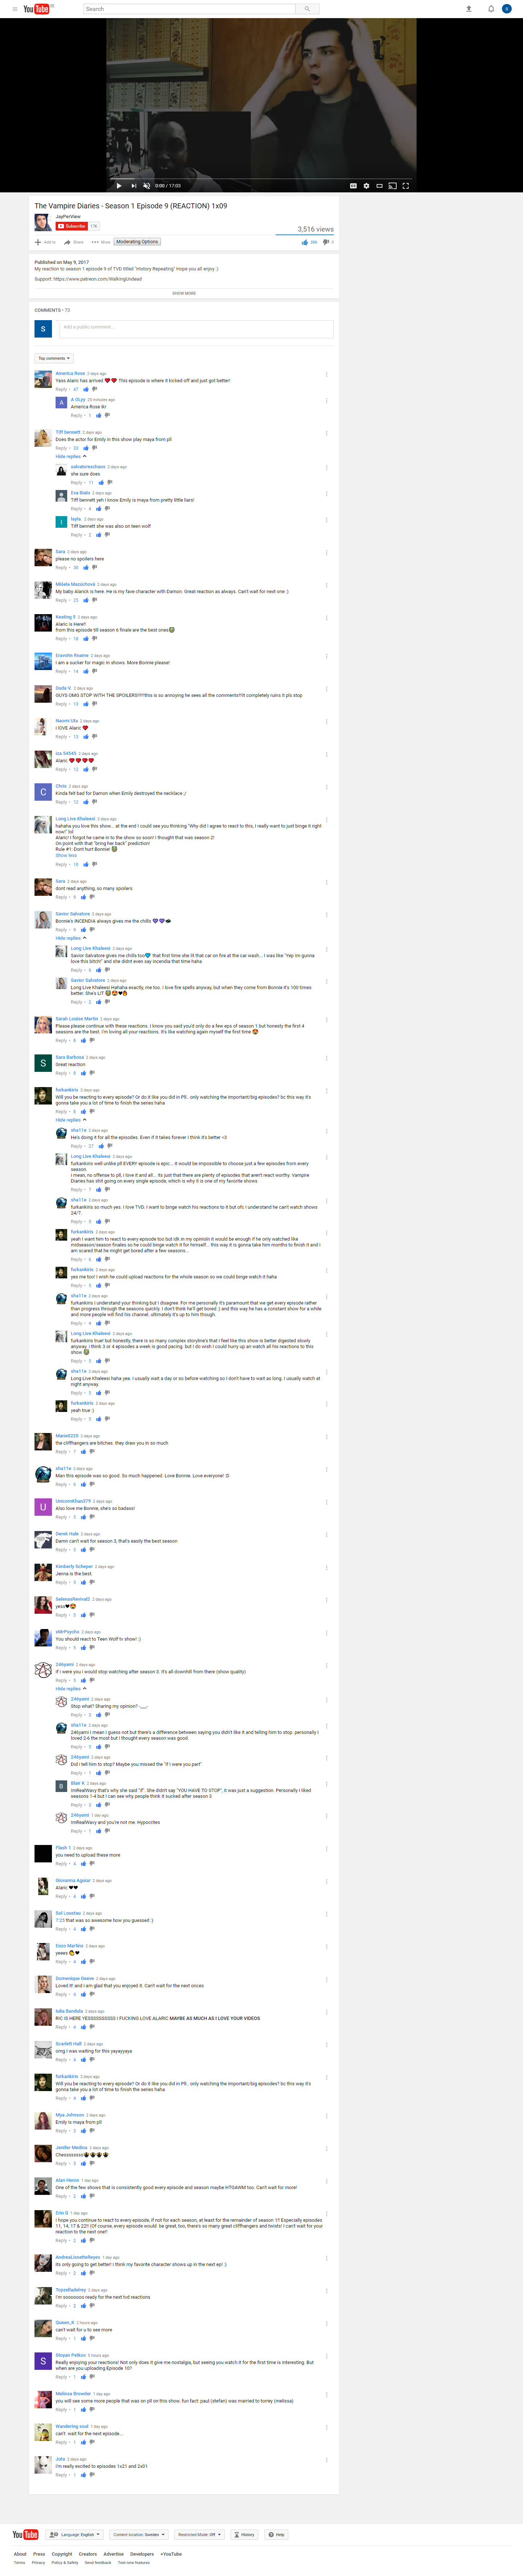 YouTube SE
Search
S
0:00 / 17:03
The Vampire Diaries - Season 1 Episode 9 (REACTION) 1x09
JayPerView
Subscribe 17K
3,516 views
Add to Share More Moderating Options
286 0
Published on May 9, 2017
My reaction to season 1 episode 9 of TVD titled "History Repeating" Hope you all enjoy :)
Support: https://www.patreon.com/WalkingUndead
SHOW MORE
COMMENTS • 73
S
Add a public comment...
Top comments
America Rose 2 days ago
Yass Alaric has arrived ❤️ ❤️ This episode is where it kicked off and just got better!
Reply • 47
A
A OLyy 25 minutes ago
America Rose ikr
Reply • 1
Tiff bennett 2 days ago
Does the actor for Emily in this show play maya from pll
Reply • 33
Hide replies
salvatorexchaos 2 days ago
she sure does
Reply • 11
Esa Bialo 2 days ago
Tiff bennett yeh I know Emily is maya from pretty little liars!
Reply • 4
l
layla. 2 days ago
Tiff bennett she was also on teen wolf
Reply • 2
Sara 2 days ago
please no spoilers here
Reply • 30
Mišela Mazsichová 2 days ago
My baby Alarick is here. He is my fave character with Damon. Great reaction as always. Can't wait for next one :)
Reply • 25
Keating 5 2 days ago
Alaric is Here!!
from this episode till season 6 finale are the best ones😂
Reply • 18
Eravohn Rname 2 days ago
I am a sucker for magic in shows. More Bonnie please!
Reply • 14
Dada V. 2 days ago
GUYS OMG STOP WITH THE SPOILERS!!!!!this is so annoying he sees all the comments!!!it completely ruins it pls stop
Reply • 13
Naomi Uta 2 days ago
I lOVE Alaric ❤️
Reply • 13
Iza 54545 2 days ago
Alaric ❤️❤️❤️❤️
Reply • 12
C
Chris 2 days ago
Kinda felt bad for Damon when Emily destroyed the necklace ;/
Reply • 12
Long Live Khaleesi 2 days ago
hahaha you love this show... at the end I could see you thinking "Why did I agree to react to this, I really want to just binge it right now!" lol
Alaric! I forgot he came in to the show so soon! I thought that was season 2!
On point with that "bring her back" prediction!
Rule #1: Dont hurt Bonnie! 😂
Show less
Reply • 10
Sara 2 days ago
dont read anything, so many spoilers
Reply • 9
Savior Salvatore 2 days ago
Bonnie's INCENDIA always gives me the chills
Reply • 9
Hide replies
Long Live Khaleesi 2 days ago
Savior Salvatore gives me chills too that first time she lit that car on fire at the car wash... I was like "Yep im gunna love this bitch!" and she didnt even say incendia that time haha
Reply • 6
Savior Salvatore 2 days ago
Long Live Khaleesi Hahaha exactly, me too. I love fire spells anyway, but when they come from Bonnie it's 100 times better. She's LIT
Reply • 2
Sarah Louise Martin 2 days ago
Please please continue with these reactions. I know you said you'd only do a few eps of season 1 but honestly the first 4 seasons are the best. I'm loving all your reactions. It's like watching again myself the first time 😍
Reply • 8
S
Sara Barbosa 2 days ago
Great reaction
Reply • 8
furkankiris 2 days ago
Will you be reacting to every episode? Or do it like you did in Pll.. only watching the important/big episodes? bc this way it's gonna take you a lot of time to finish the series haha
Reply • 8
Hide replies
sha11e 2 days ago
He's doing it for all the episodes. Even if it takes forever I think it's better <3
Reply • 27
Long Live Khaleesi 2 days ago
furkankiris well unlike pll EVERY episode is epic... it would be impossible to choose just a few episodes from every season.
I mean, no offense to pll, I love it and all... its just that there are plenty of episodes that aren't react worthy. Vampire Diaries has shit going on every single episode, which is why it is one of my favorite shows
Reply • 7
sha11e 2 days ago
furkankiris so much yes. I love TVD. I want to binge watch his reactions to it but ofc I understand he can't watch shows 24/7.
Reply • 5
furkankiris 2 days ago
yeah I want him to react to every episode too but idk in my opinioin it would be enough if he only watched like midseason/season finales so he could binge watch it for himself... this way it is gonna take him months to finish it and I am scared that he might get bored after a few seasons...
Reply • 6
furkankiris 2 days ago
yes me too! I wish he could upload reactions for the whole season so we could binge watch it haha
Reply • 5
sha11e 2 days ago
furkankiris I understand your thinking but I disagree. For me personally it's paramount that we get every episode rather than progress through the seasons quickly. I don't think he'll get bored :) and this way he has a constant show for a while and more people will find his channel. ultimately it's up to him though.
Reply • 4
Long Live Khaleesi 2 days ago
furkankiris true! but honestly, there is so many complex storyline's that I feel like this show is better digested slowly anyway. I think 3 or 4 episodes a week is good pacing. but I do wish I could hurry up an watch all his reactions to this show 😂
Reply • 5
sha11e 2 days ago
Long Live Khaleesi haha yea. I usually wait a day or so before watching so I don't have to wait as long. I usually watch at night anyway.
Reply • 5
furkankiris 2 days ago
yeah true :)
Reply • 5
Marie0220 2 days ago
the cliffhangers are bitches. they draw you in so much
Reply • 7
sha11e 2 days ago
Man this episode was so good. So much happened. Love Bonnie. Love everyone! :D
Reply • 6
U
UnicornKhan379 2 days ago
Also love me Bonnie, she's so badass!
Reply • 5
Derek Hale 2 days ago
Damn can't wait for season 3, that's easily the best season
Reply • 5
Kimberly Scheper 2 days ago
Jenna is the best.
Reply • 5
SelenasRevival2 2 days ago
yess❤😍
Reply • 5
xMrPsycho 2 days ago
You should react to Teen Wolf tv show! :)
Reply • 5
246yami 2 days ago
If i were you i would stop watching after season 3. it's all downhill from there (show quality)
Reply • 5
Hide replies
246yami 2 days ago
Stop what? Sharing my opinion? -__-
Reply • 3
sha11e 2 days ago
246yami I mean I guess not but there's a difference between saying you didn't like it and telling him to stop. personally I loved 2-6 the most but I thought every season was good.
Reply • 5
246yami 2 days ago
Did I tell him to stop? Maybe you missed the "if I were you part"
Reply • 1
B
Blair K 2 days ago
ImRealWavy that's why she said "if". She didn't say "YOU HAVE TO STOP", it was just a suggestion. Personally I liked seasons 1-4 but I can see why people think it sucked after season 3
Reply • 3
246yami 1 day ago
ImRealWavy and you're not me. Hypocrites
Reply • 1
Flash 1 2 days ago
you need to upload these more
Reply • 4
Giovanna Aguiar 2 days ago
Alaric ❤❤
Reply • 4
Sol Loustau 2 days ago
7:25 that was so awesome how you guessed :)
Reply • 4
Enzo Martins 2 days ago
yeees
Reply • 4
Domenique Geeve 2 days ago
Loved it! and i am glad that you enjoyed it. Can't wait for the next onces
Reply • 4
Iulia Bandula 2 days ago
RIC IS HERE YESSSSSSSSSS I FUCKING LOVE ALARIC MAYBE AS MUCH AS I LOVE YOUR VIDEOS
Reply • 4
Scarlett Hall 2 days ago
omg I was waiting for this yayayyaya
Reply • 4
furkankiris 2 days ago
Will you be reacting to every episode? Or do it like you did in Pll.. only watching the important/big episodes? bc this way it's gonna take you a lot of time to finish the series haha
Reply • 4
Mya Johnson 2 days ago
Emily is maya from pll
Reply • 3
Jenifer Medina 2 days ago
Chesssssssss
Reply • 3
Alan Heron 1 day ago
One of the few shows that is consistently good every episode and season maybe HTGAWM too. Can't wait for more!
Reply • 2
Erin G 1 day ago
I hope you continue to react to every episode, if not for each season, at least for the remainder of season 1!! Especially episodes 11, 14, 17 & 22!! (Of course, every episode would be great, too, there's so many great cliffhangers and twists! I can't wait for your reaction to the next one!!
Reply • 2
AndreaLissetteReyes 1 day ago
Its only going to get better! I think my favorite character shows up in the next ep! :)
Reply • 2
Topzelladelrey 2 days ago
I'm sooooooo ready for the next tvd reactions
Reply • 2
Queen_K 2 hours ago
can't wait for u to see more
Reply • 1
S
Stoyan Petkov 5 hours ago
Really enjoying your reactions! Not only does it give me nostalgia, but seeing you watch it for the first time is interesting. But when are you uploading Episode 10?
Reply • 1
Melissa Browder 1 day ago
you will see some more people that was on pll on this show. fun fact: paul (stefan) was married to torrey (melissa)
Reply • 1
Wandering soul 1 day ago
can't wait for the next episode...
Reply • 1
Jota 2 days ago
I'm really excited to episodes 1x21 and 2x01
Reply • 1
YouTube Language: English Content location: Sweden Restricted Mode: Off History Help
About Press Copyright Creators Advertise Developers +YouTube
Terms Privacy Policy & Safety Send feedback Test new features